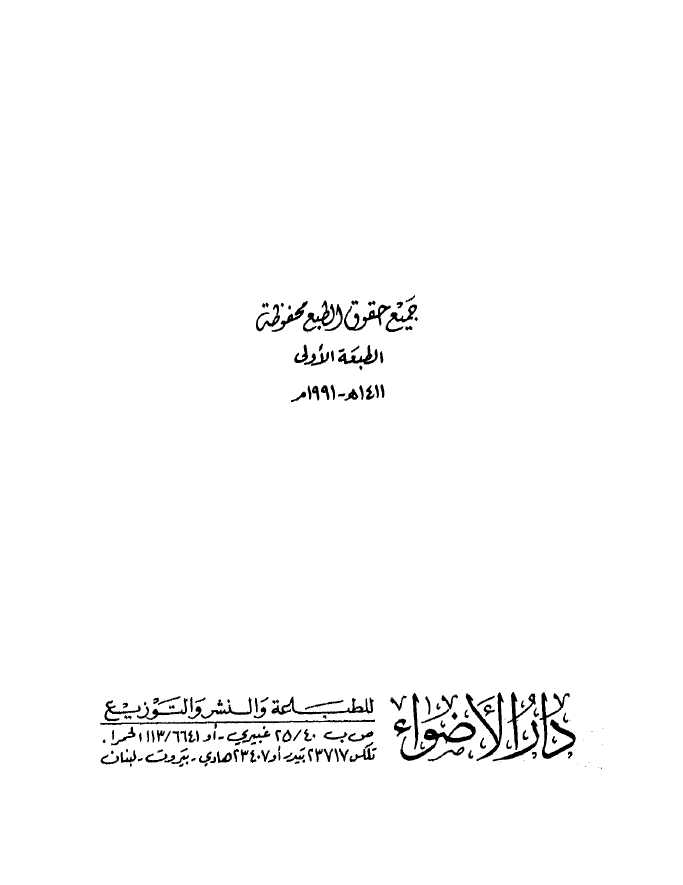 جميع حقوق الطبع محفوظة
الطبعة الأولى
١٤١١هـ - ١٩٩١م
دار الأضواء
للطباعة والنشر والتوزيع
ص ب ٢٥/٤٠ غبيري - أو ١١٣/٦٦٤١ الحمرا .
تلكس ٢٣٧١٧ بيدر أو ٢٣٤٠٧ هادي - بيروت - لبنان